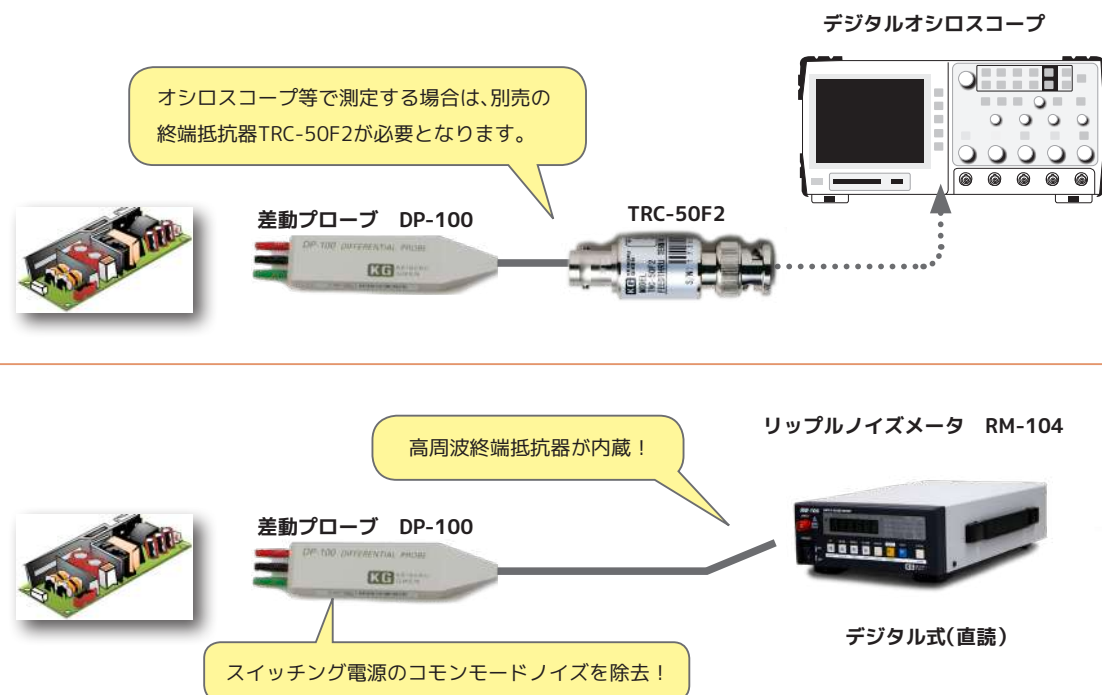 デジタルオシロスコープ
オシロスコープ等で測定する場合は、別売の
終端抵抗器TRC-50F2が必要となります。
差動プローブ DP-100
TRC-50F2
DP-100 DIFFERENTIAL PROBE
KG
KG
MODEL
TRC-50F2
リップルノイズメータ RM-104
高周波終端抵抗器が内蔵！
差動プローブ DP-100
DP-100 DIFFERENTIAL PROBE
KG
デジタル式(直読)
スイッチング電源のコモンモードノイズを除去！